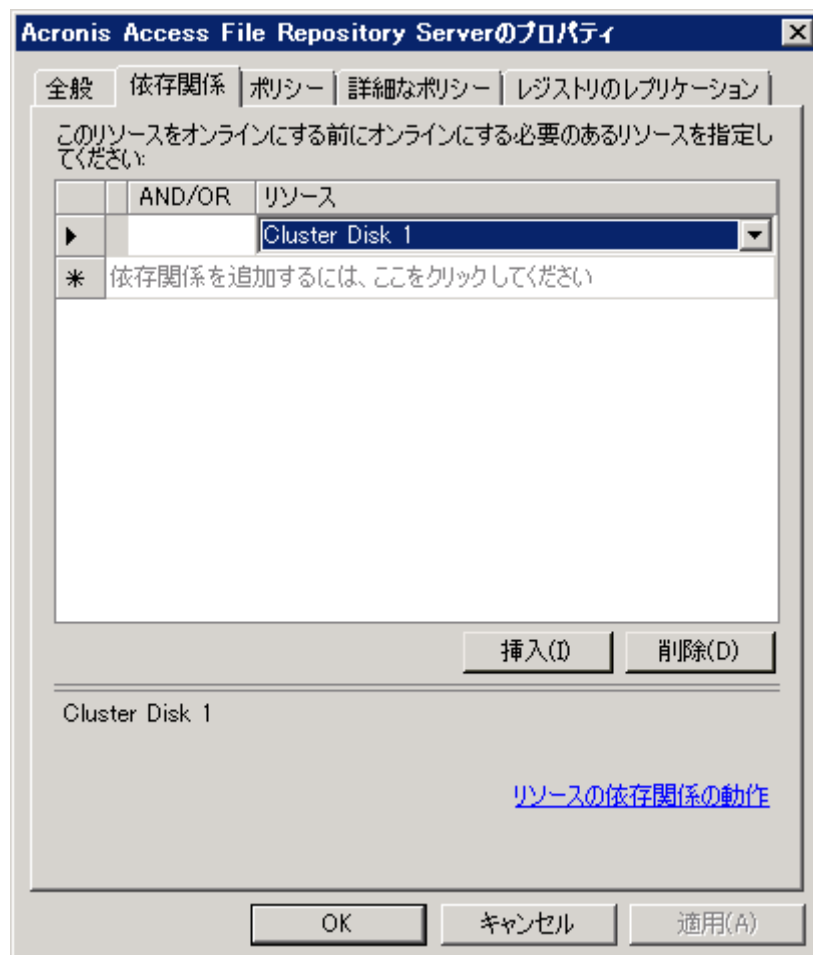 Acronis Access File Repository Serverのプロパティ
全般 依存関係 ポリシー 詳細なポリシー レジストリのレプリケーション
このリソースをオンラインにする前にオンラインにする必要のあるリソースを指定し
てください:
AND/OR リソース
Cluster Disk 1
依存関係を追加するには、ここをクリックしてください
挿入(I) 削除(D)
Cluster Disk 1
リソースの依存関係の動作
OK キャンセル 適用(A)